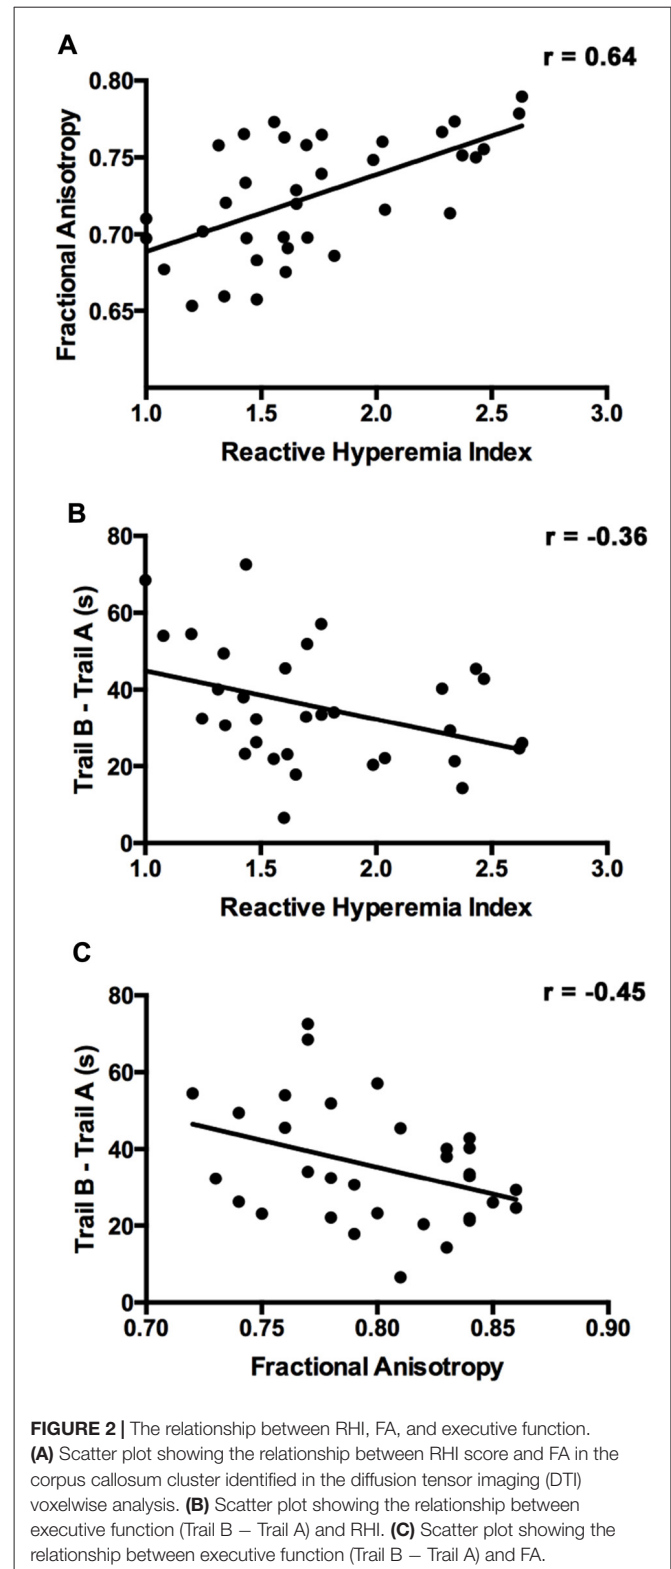 A
r = 0.64
0.80
0.75
0.70
0.65
Fractional Anisotropy
1.0 1.5 2.0 2.5 3.0
Reactive Hyperemia Index
B
r = -0.36
80
60
40
20
0
Trail B - Trail A (s)
1.0 1.5 2.0 2.5 3.0
Reactive Hyperemia Index
C
r = -0.45
80
60
40
20
0
Trail B - Trail A (s)
0.70 0.75 0.80 0.85 0.90
Fractional Anisotropy
FIGURE 2 | The relationship between RHI, FA, and executive function.
(A) Scatter plot showing the relationship between RHI score and FA in the
corpus callosum cluster identified in the diffusion tensor imaging (DTI)
voxelwise analysis. (B) Scatter plot showing the relationship between
executive function (Trail B − Trail A) and RHI. (C) Scatter plot showing the
relationship between executive function (Trail B − Trail A) and FA.